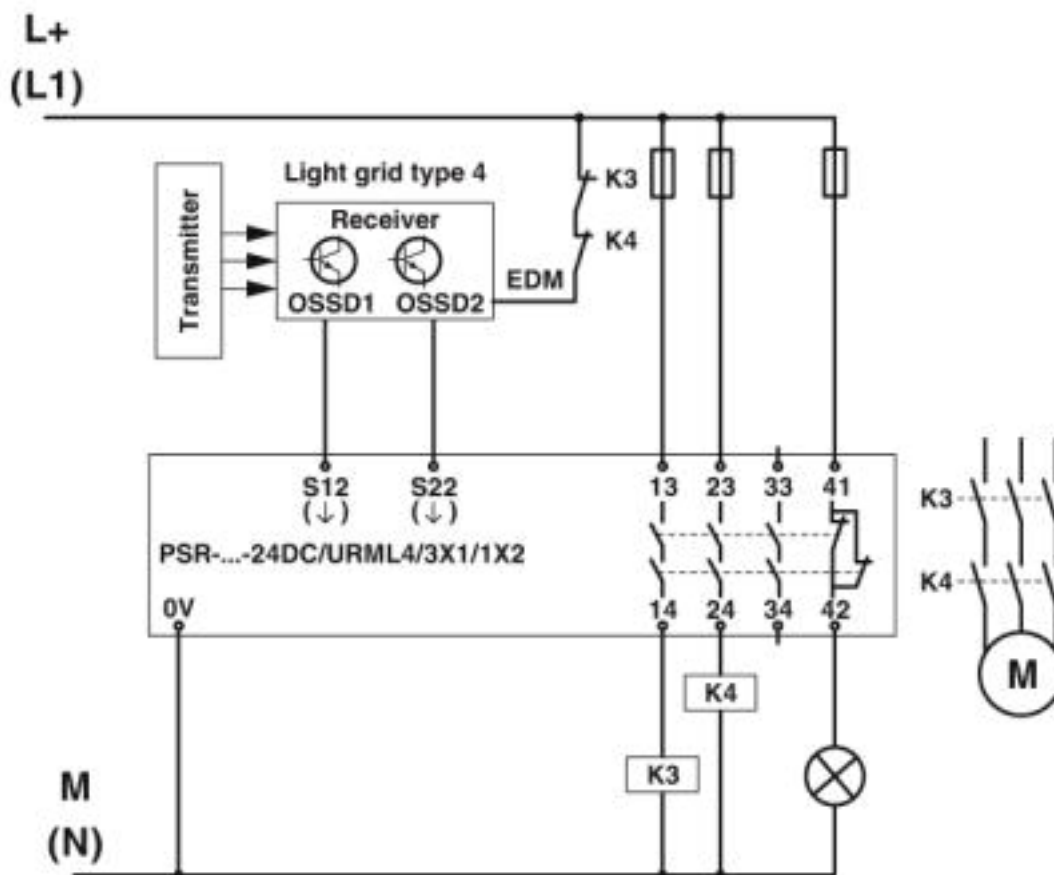 L+
(L1)
Light grid type 4
K3
Transmitter
Receiver
K4
EDM
OSSD1 OSSD2
S12 S22 13 23 33 41
(↓) (↓)
K3
PSR-...-24DC/URML4/3X1/1X2
K4
0V 14 24 34 42
M
K4
K3
M
(N)